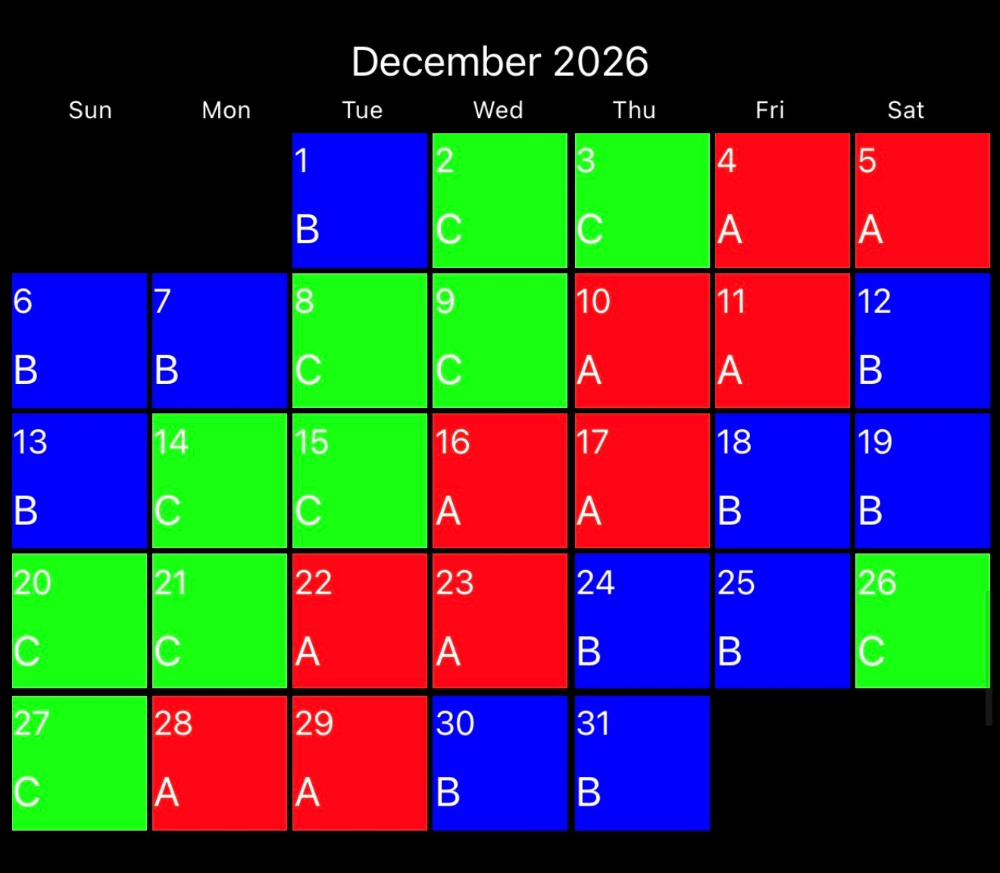 December 2026
Sun Mon Tue Wed Thu Fri Sat
1 2 3 4 5
B C C A A
6 7 8 9 10 11 12
B B C C A A B
13 14 15 16 17 18 19
B C C A A B B
20 21 22 23 24 25 26
C C A A B B C
27 28 29 30 31
C A A B B